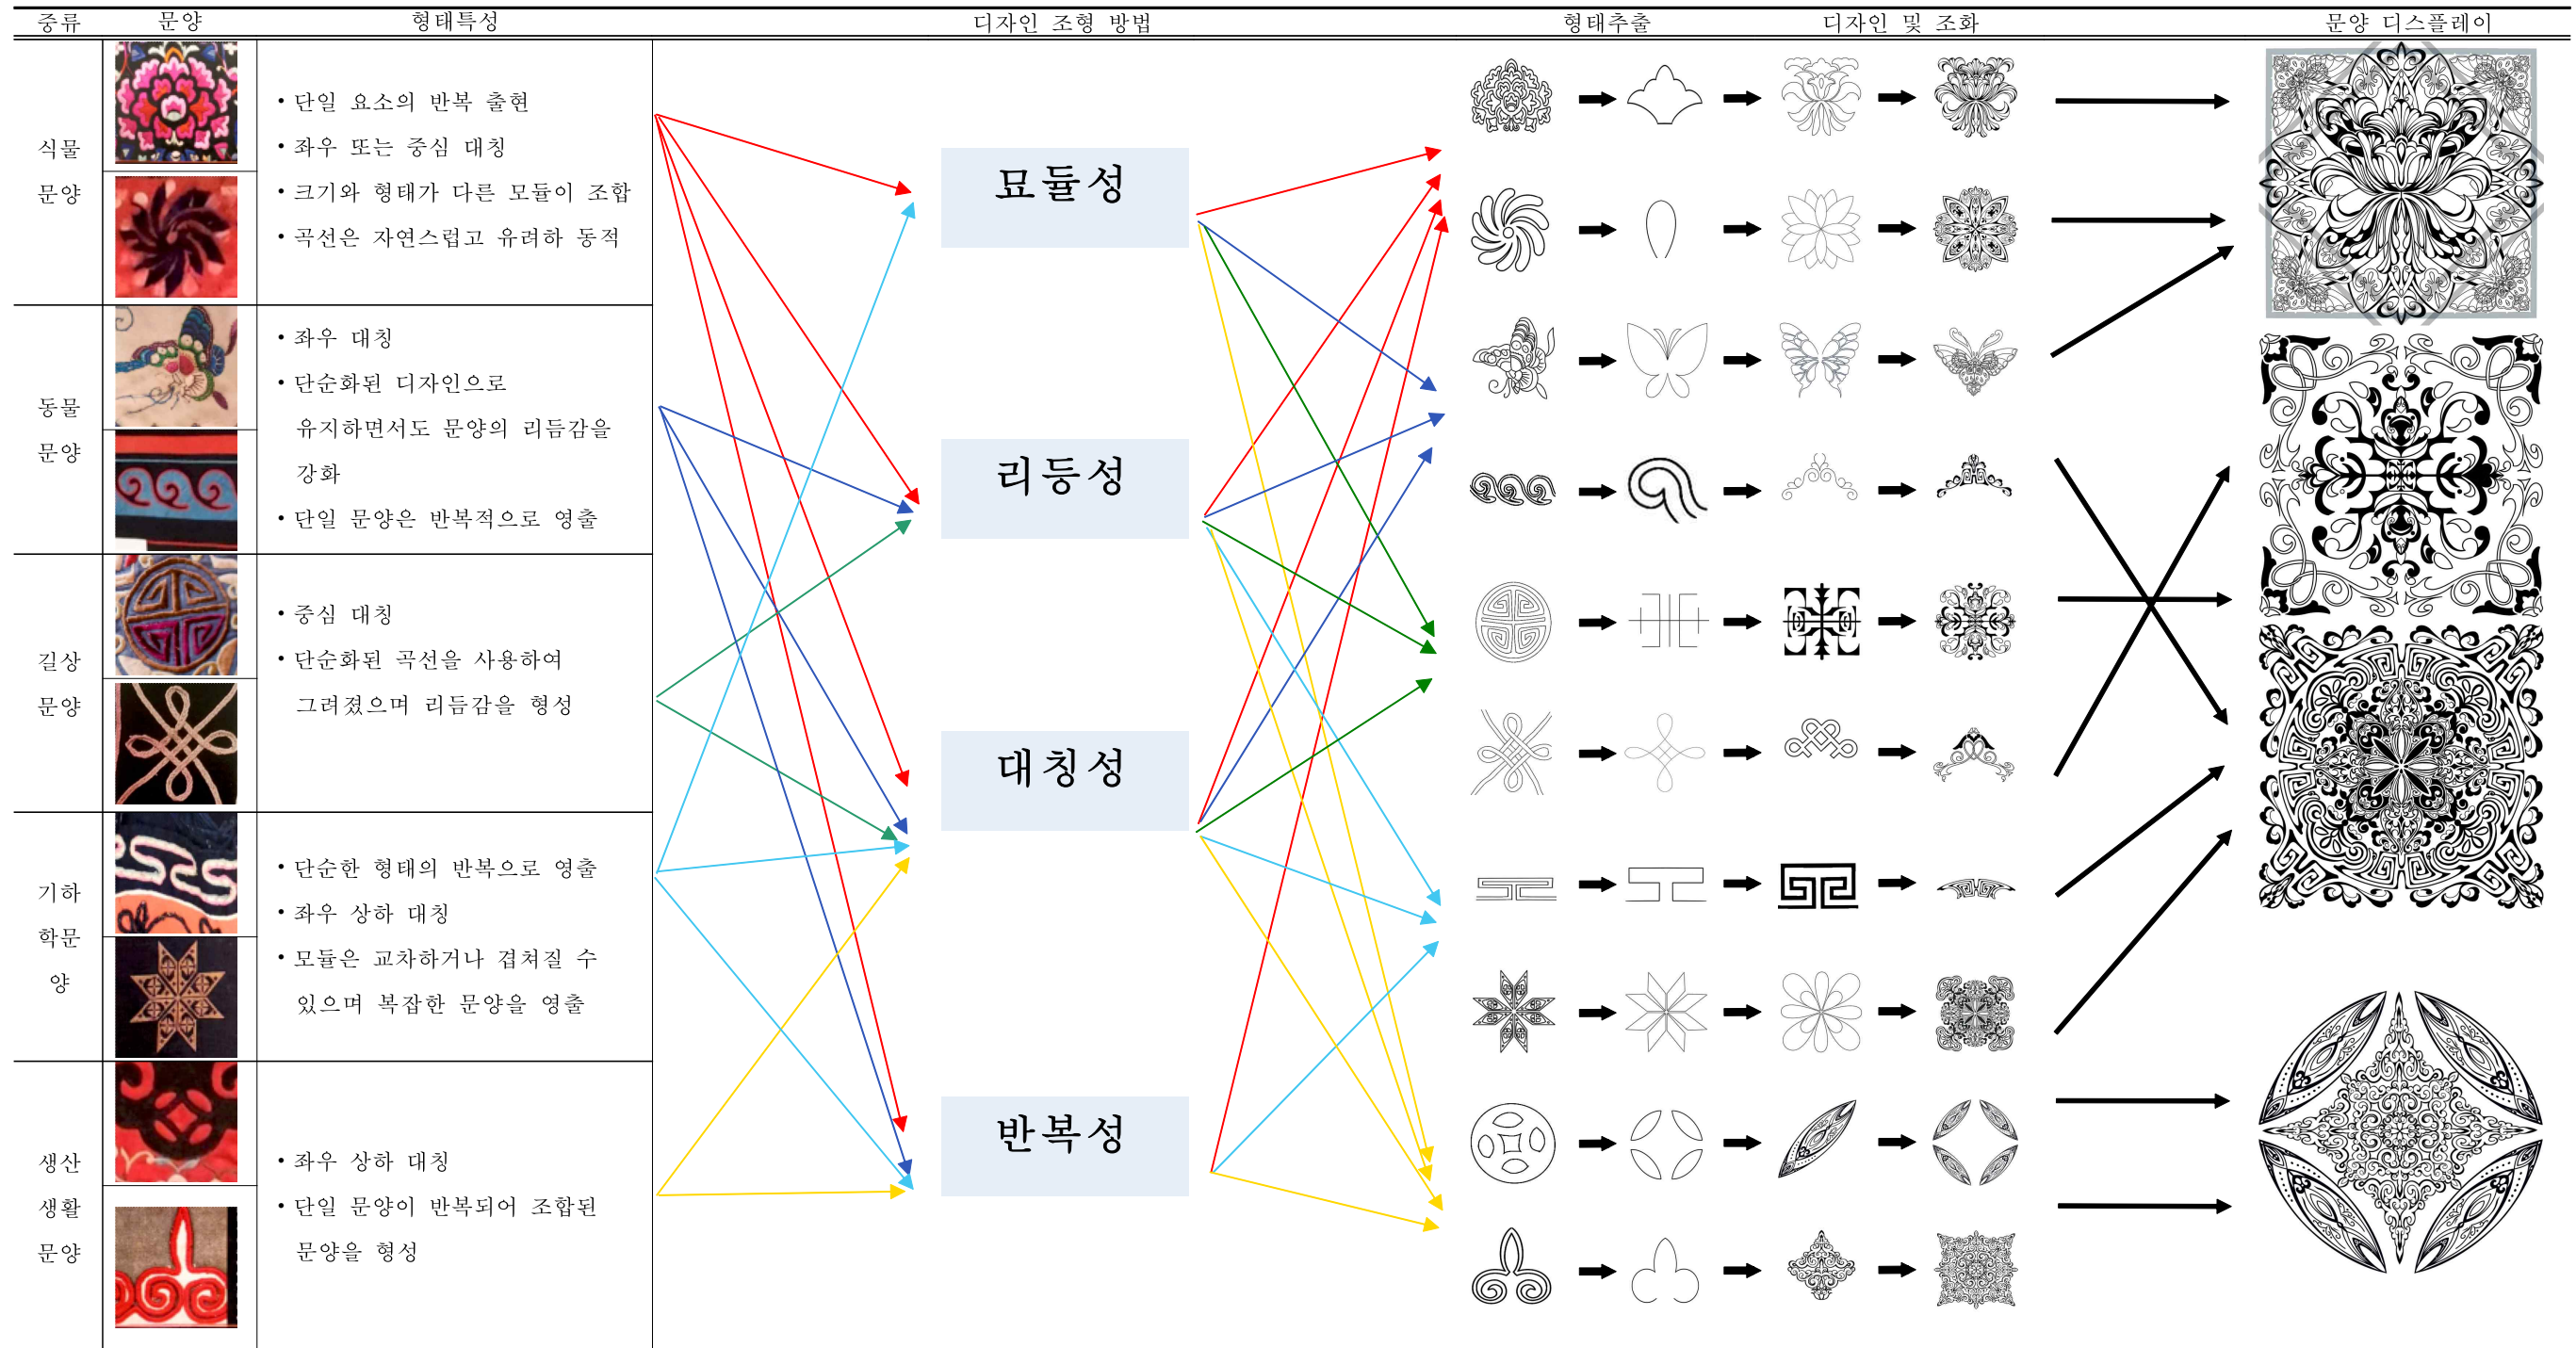 중류 문양 형태특성 디자인 조형 방법 형태추출 디자인 및 조화 문양 디스플레이
식물
문양
• 단일 요소의 반복 출현
• 좌우 또는 중심 대칭
• 크기와 형태가 다른 모듈이 조합
• 곡선은 자연스럽고 유려하 동적
동물
문양
• 좌우 대칭
• 단순화된 디자인으로
유지하면서도 문양의 리듬감을
강화
• 단일 문양은 반복적으로 영출
길상
문양
• 중심 대칭
• 단순화된 곡선을 사용하여
그려졌으며 리듬감을 형성
기하
학문
양
• 단순한 형태의 반복으로 영출
• 좌우 상하 대칭
• 모듈은 교차하거나 겹쳐질 수
있으며 복잡한 문양을 영출
생산
생활
문양
• 좌우 상하 대칭
• 단일 문양이 반복되어 조합된
문양을 형성
묘듈성
리등성
대칭성
반복성